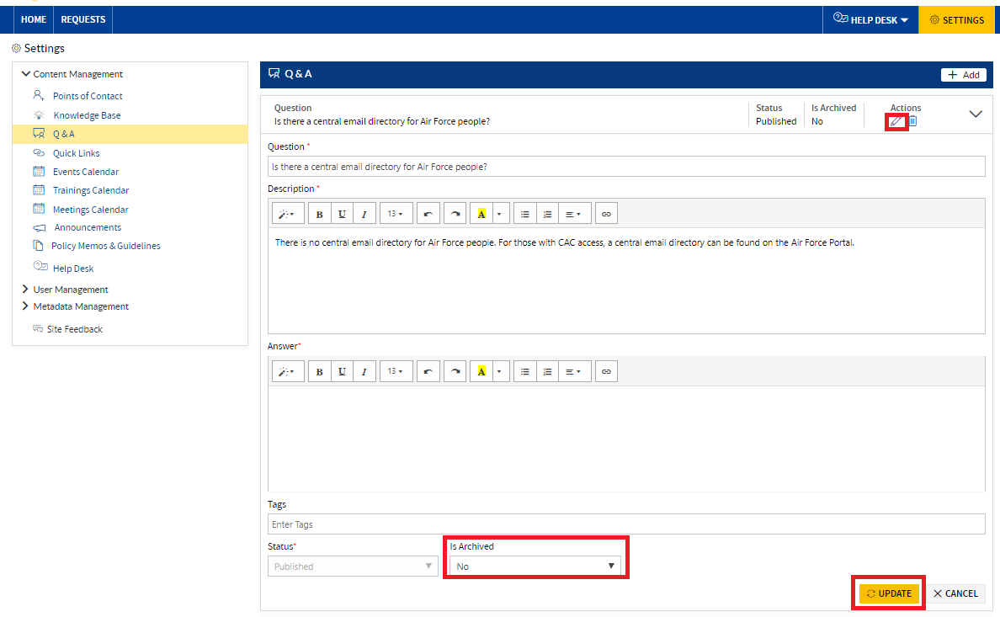 HOME REQUESTS HELP DESK SETTINGS
Settings
Content Management
Points of Contact
Knowledge Base
Q & A
Quick Links
Events Calendar
Trainings Calendar
Meetings Calendar
Announcements
Policy Memos & Guidelines
Help Desk
User Management
Metadata Management
Site Feedback
Q & A
+ Add
Question Status Is Archived Actions
Is there a central email directory for Air Force people? Published No
Question *
Is there a central email directory for Air Force people?
Description *
B U I 13 A
There is no central email directory for Air Force people. For those with CAC access, a central email directory can be found on the Air Force Portal.
Answer*
B U I 13 A
Tags
Enter Tags
Status* Is Archived
Published No
UPDATE CANCEL